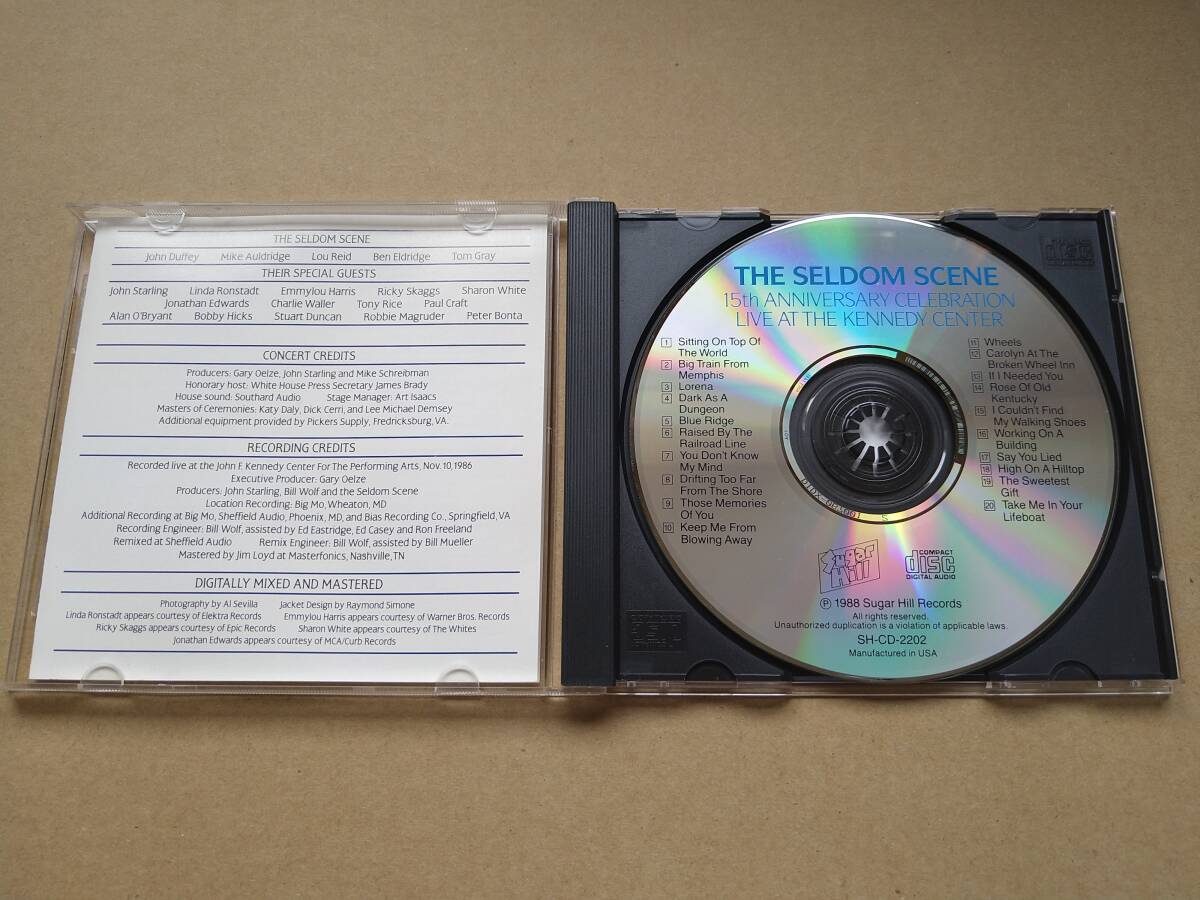 THE SELDOM SCENE
John Duffey Mike Auldridge Lou Reid Ben Eldridge Tom Gray
THEIR SPECIAL GUESTS
John Starling Linda Ronstadt Emmylou Harris Ricky Skaggs Sharon White
Jonathan Edwards Charlie Waller Tony Rice Paul Craft
Alan O'Bryant Bobby Hicks Stuart Duncan Robbie Magruder Peter Bonta
CONCERT CREDITS
Producers: Gary Oelze, John Starling and Mike Schreibman
Honorary host: White House Press Secretary James Brady
House sound: Southard Audio Stage Manager: Art Isaacs
Masters of Ceremonies: Katy Daly, Dick Cerri, and Lee Michael Demsey
Additional equipment provided by Pickers Supply, Fredricksburg, VA.
RECORDING CREDITS
Recorded live at the John F. Kennedy Center For The Performing Arts, Nov. 10, 1986
Executive Producer: Gary Oelze
Producers: John Starling, Bill Wolf and the Seldom Scene
Location Recording: Big Mo, Wheaton, MD
Additional Recording at Big Mo, Sheffield Audio, Phoenix, MD, and Bias Recording Co., Springfield, VA
Recording Engineer: Bill Wolf, assisted by Ed Eastridge, Ed Casey and Ron Freeland
Remixed at Sheffield Audio Remix Engineer: Bill Wolf, assisted by Bill Mueller
Mastered by Jim Loyd at Masterfonics, Nashville, TN
DIGITALLY MIXED AND MASTERED
Photography by Al Sevilla Jacket Design by Raymond Simone
Linda Ronstadt appears courtesy of Elektra Records Emmylou Harris appears courtesy of Warner Bros. Records
Ricky Skaggs appears courtesy of Epic Records Sharon White appears courtesy of The Whites
Jonathan Edwards appears courtesy of MCA/Curb Records
THE SELDOM SCENE
15th ANNIVERSARY CELEBRATION
LIVE AT THE KENNEDY CENTER
1 Sitting On Top Of
The World
2 Big Train From
Memphis
3 Lorena
4 Dark As A
Dungeon
5 Blue Ridge
6 Raised By The
Railroad Line
7 You Don't Know
My Mind
8 Drifting Too Far
From The Shore
9 Those Memories
Of You
10 Keep Me From
Blowing Away
11 Wheels
12 Carolyn At The
Broken Wheel Inn
13 If I Needed You
14 Rose Of Old
Kentucky
15 I Couldn't Find
My Walking Shoes
16 Working On A
Building
17 Say You Lied
18 High On A Hilltop
19 The Sweetest
Gift
20 Take Me In Your
Lifeboat
Sugar
Hill
COMPACT
disc
DIGITAL AUDIO
℗ 1988 Sugar Hill Records
All rights reserved.
Unauthorized duplication is a violation of applicable laws.
SH-CD-2202
Manufactured in USA
disc